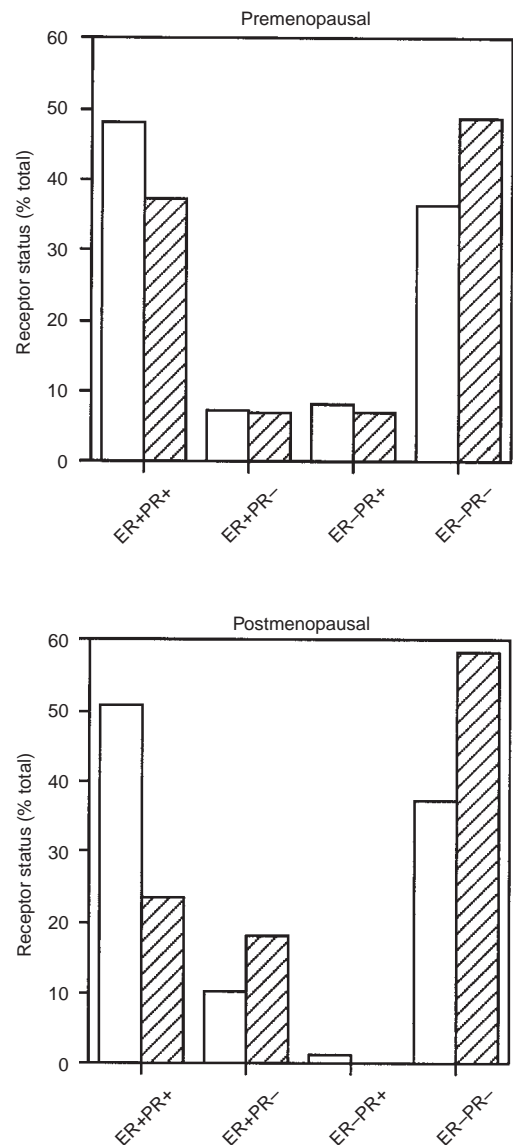 Premenopausal
Receptor status (% total)
60
50
40
30
20
10
0
ER+PR+
ER+PR–
ER–PR+
ER–PR–
Postmenopausal
Receptor status (% total)
60
50
40
30
20
10
0
ER+PR+
ER+PR–
ER–PR+
ER–PR–